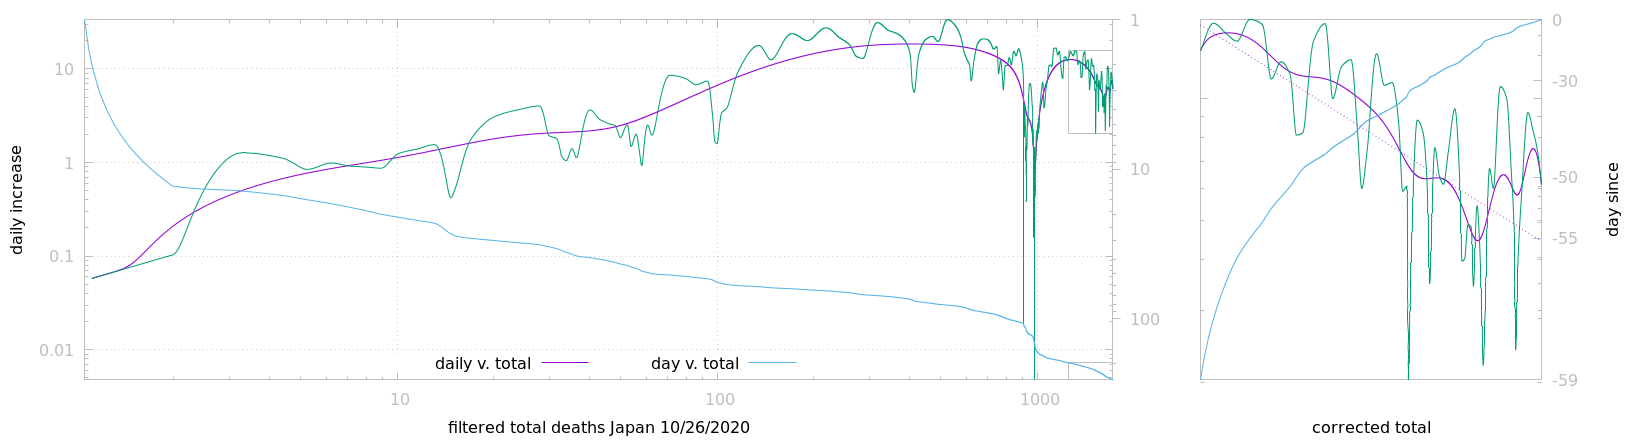 daily increase
10
1
0.1
0.01
daily v. total
day v. total
10
100
1000
filtered total deaths Japan 10/26/2020
1
10
100
0
-30
-50
-55
-59
day since
corrected total